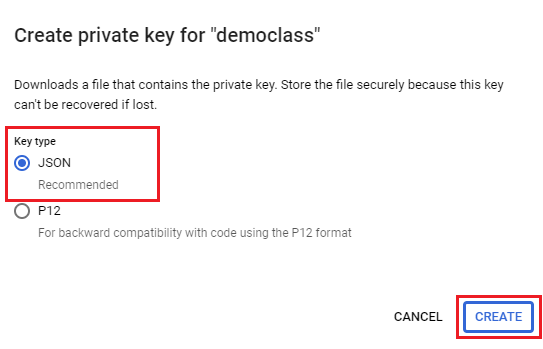 Create private key for "democlass"
Downloads a file that contains the private key. Store the file securely because this key
can't be recovered if lost.
Key type
JSON
Recommended
P12
For backward compatibility with code using the P12 format
CANCEL CREATE